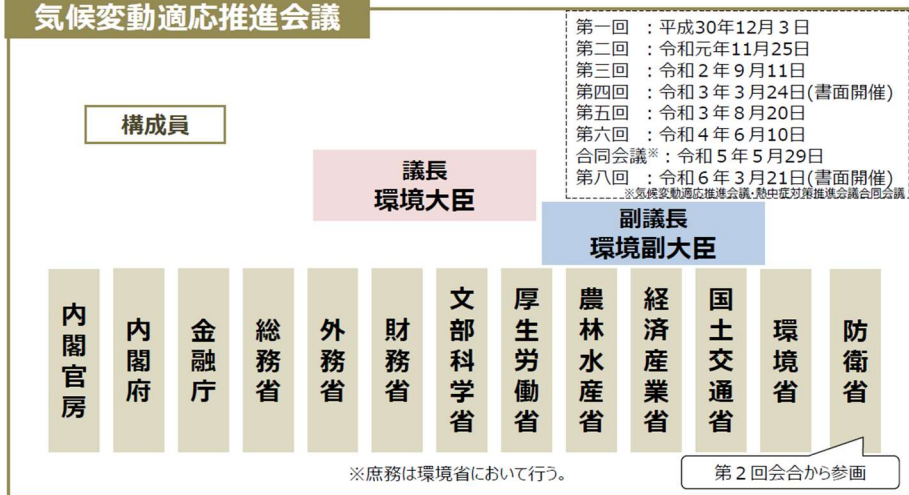 気候変動適応推進会議
第一回 ：平成30年12月３日
第二回 ：令和元年11月25日
第三回 ：令和２年９月11日
第四回 ：令和３年３月24日(書面開催)
第五回 ：令和３年８月20日
第六回 ：令和４年６月10日
合同会議※：令和５年５月29日
第八回 ：令和６年３月21日(書面開催)
※気候変動適応推進会議・熱中症対策推進会議合同会議
構成員
議長
環境大臣
副議長
環境副大臣
内閣官房
内閣府
金融庁
総務省
外務省
財務省
文部科学省
厚生労働省
農林水産省
経済産業省
国土交通省
環境省
防衛省
※庶務は環境省において行う。
第２回会合から参画